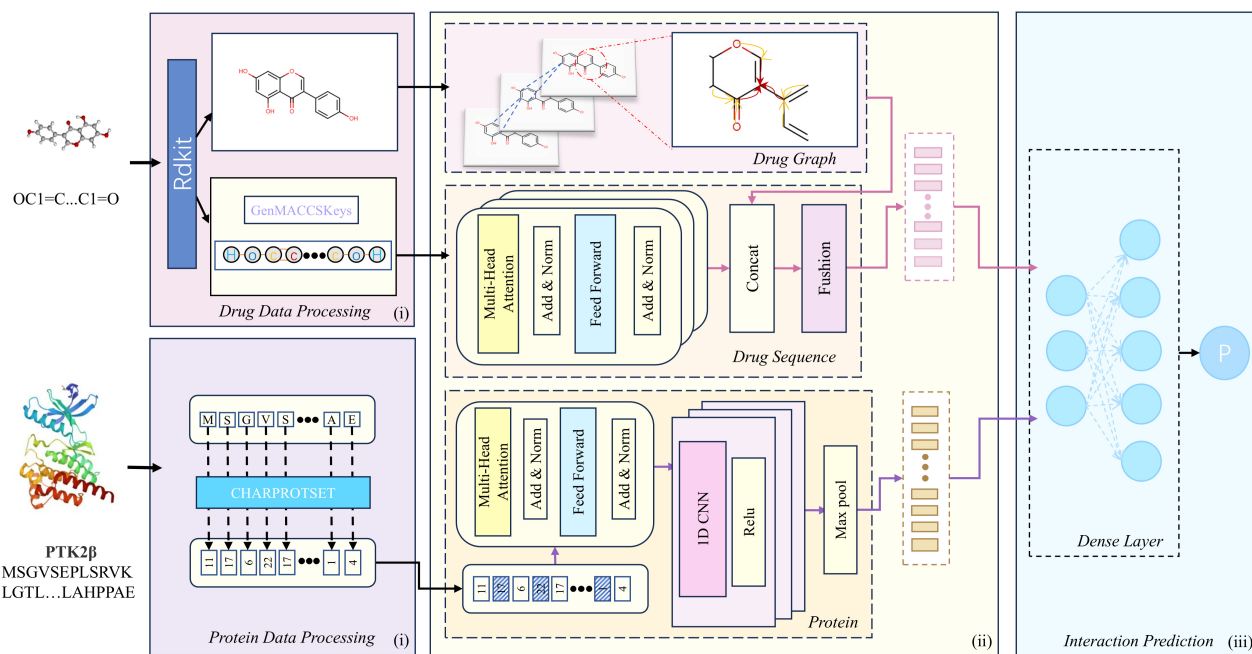 OC1=C...C1=O
Rdkit
HO
O
OH
O
OH
GenMACCSKeys
H O C C ●●● C O H
Drug Data Processing (i)
PTK2β
MSGVSEPLSRVK
LGTL…LAHPPAE
M S G V S ●●● A E
CHARPROTSET
11 17 6 22 17 ●●● 1 4
Protein Data Processing (i)
O
O
Drug Graph
Multi-Head
Attention
Add & Norm
Feed Forward
Add & Norm
Concat
Fushion
Drug Sequence
Multi-Head
Attention
Add & Norm
Feed Forward
Add & Norm
11 6 17 ●●● 4
1D CNN
Relu
Max pool
Protein
(ii)
P
Dense Layer
Interaction Prediction (iii)